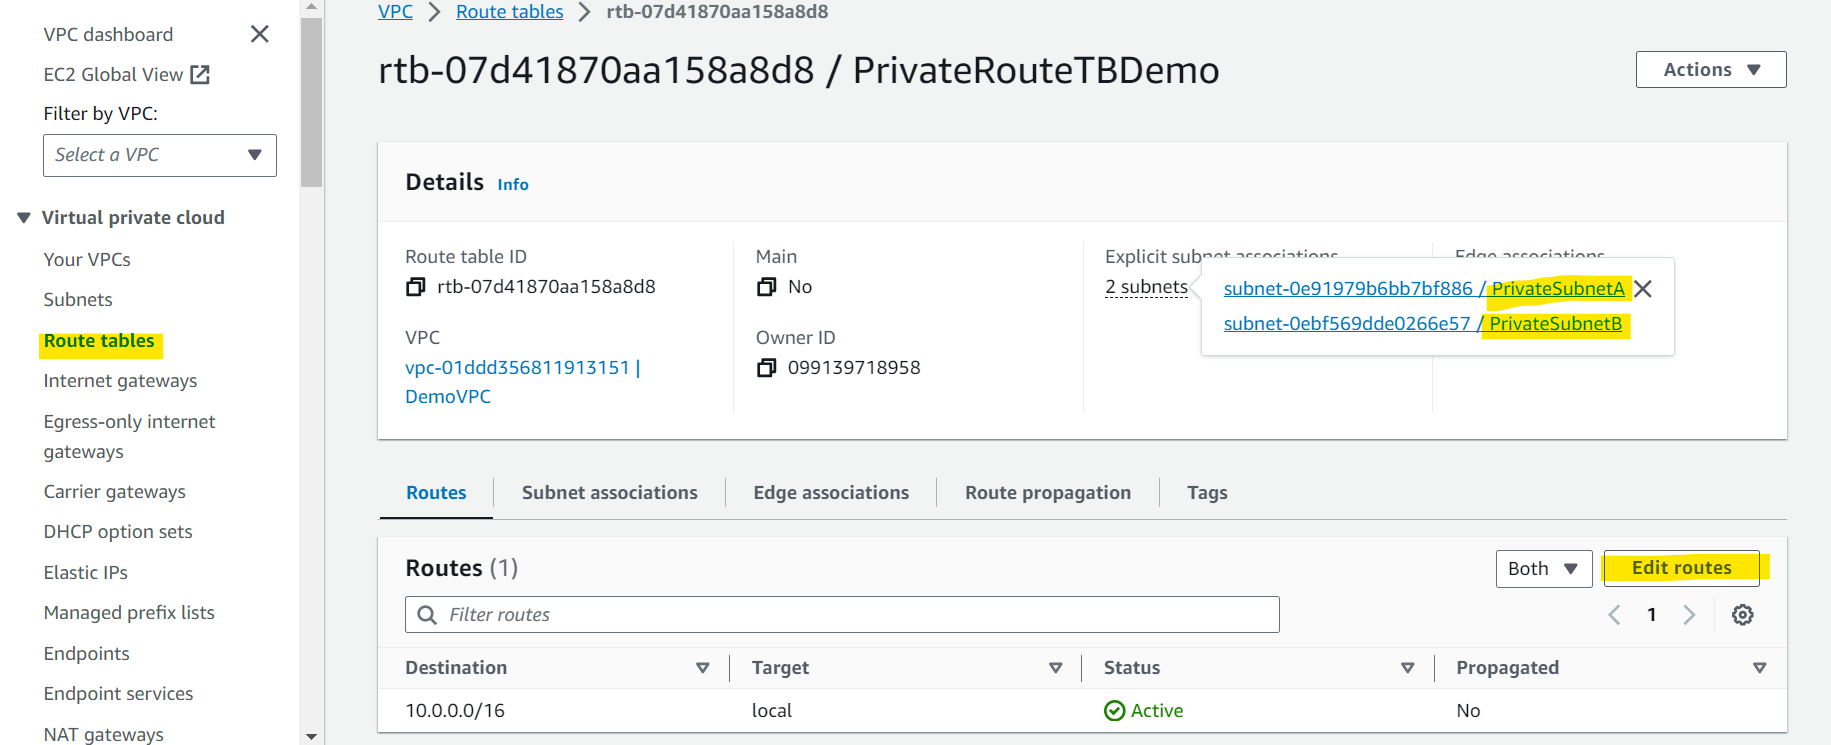 VPC dashboard
EC2 Global View
Filter by VPC:
Select a VPC
Virtual private cloud
Your VPCs
Subnets
Route tables
Internet gateways
Egress-only internet
gateways
Carrier gateways
DHCP option sets
Elastic IPs
Managed prefix lists
Endpoints
Endpoint services
NAT gateways
VPC > Route tables > rtb-07d41870aa158a8d8
rtb-07d41870aa158a8d8 / PrivateRouteTBDemo
Actions
Details Info
Route table ID
rtb-07d41870aa158a8d8
Main
No
Explicit subnet associations
2 subnets
Edge associations
subnet-0e91979b6bb7bf886 / PrivateSubnetA
subnet-0ebf569dde0266e57 / PrivateSubnetB
VPC
vpc-01ddd356811913151 |
DemoVPC
Owner ID
099139718958
Routes Subnet associations Edge associations Route propagation Tags
Routes (1)
Both
Edit routes
Filter routes
1
Destination Target Status Propagated
10.0.0.0/16 local Active No